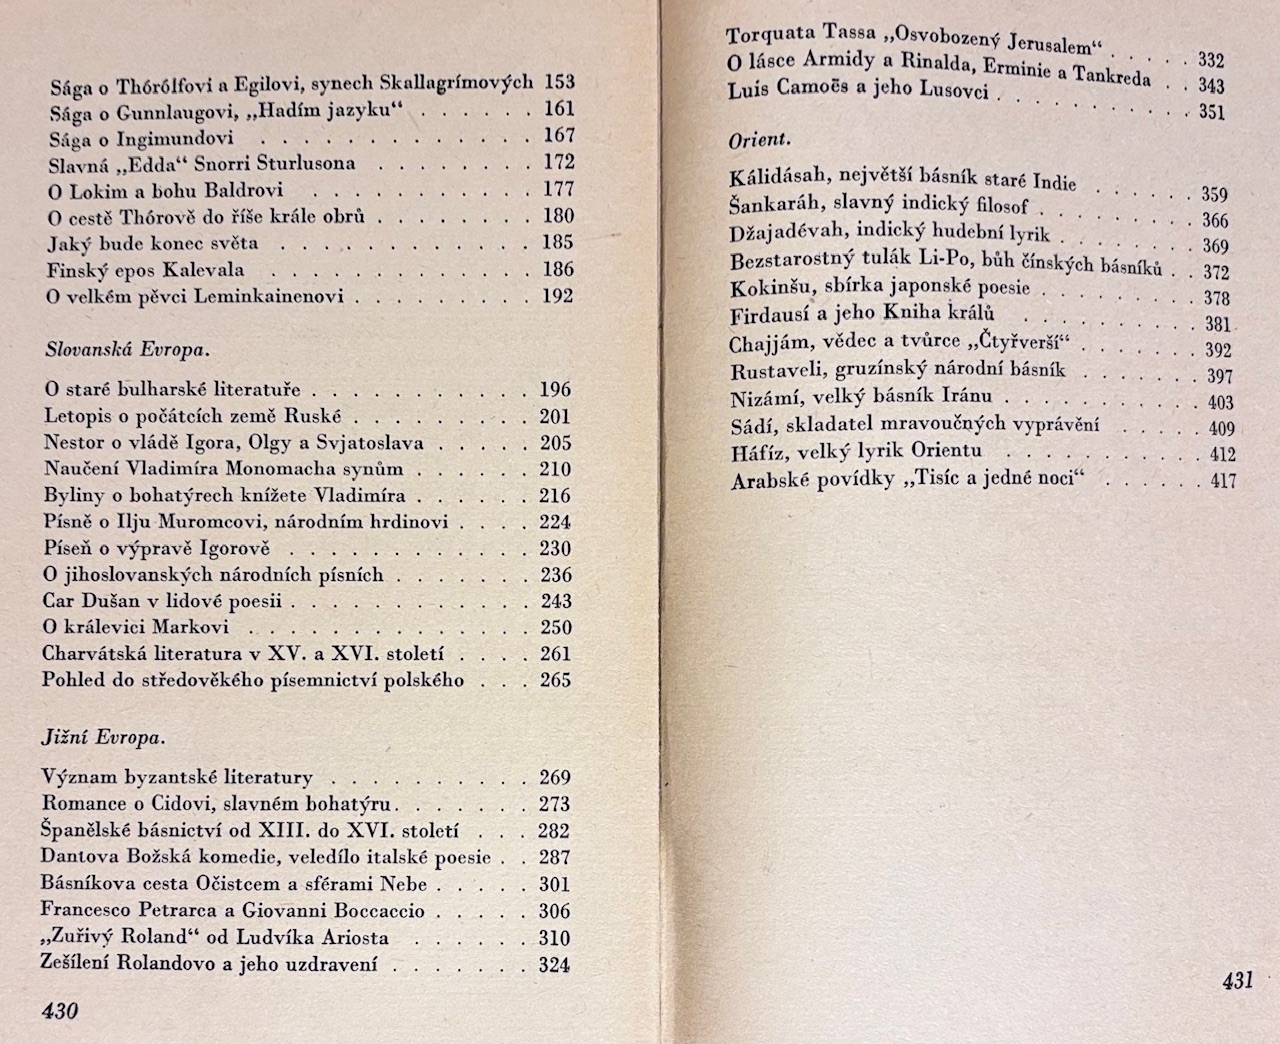 Sága o Thórólfovi a Egilovi, synech Skallagrímových 153
Sága o Gunnlaugovi, „Hadím jazyku“ . . . . . . 161
Sága o Ingimundovi . . . . . . . . . . . 167
Slavná „Edda“ Snorri Sturlusona . . . . . . . . 172
O Lokim a bohu Baldrovi . . . . . . . . . 177
O cestě Thórově do říše krále obrů . . . . . . . . 180
Jaký bude konec světa . . . . . . . . . . 185
Finský epos Kalevala . . . . . . . . . . 186
O velkém pěvci Leminkainenovi . . . . . . . . . 192
Slovanská Evropa.
O staré bulharské literatuře . . . . . . . . . . . 196
Letopis o počátcích země Ruské . . . . . . . . . 201
Nestor o vládě Igora, Olgy a Svjatoslava . . . . . 205
Naučení Vladimíra Monomacha synům . . . . . . 210
Byliny o bohatýrech knížete Vladimíra . . . . . . 216
Písně o Ilju Muromcovi, národním hrdinovi . . . . 224
Píseň o výpravě Igorově . . . . . . . . . . . . 230
O jihoslovanských národních písních . . . . . . . 236
Car Dušan v lidové poesii . . . . . . . . . . . . 243
O králevici Markovi . . . . . . . . . . . . . . 250
Charvátská literatura v XV. a XVI. století . . . . 261
Pohled do středověkého písemnictví polského . . . 265
Jižní Evropa.
Význam byzantské literatury . . . . . . . . . . 269
Romance o Cidovi, slavném bohatýru . . . . . . . 273
Španělské básnictví od XIII. do XVI. století . . . 282
Dantova Božská komedie, veledílo italské poesie . . 287
Básníkova cesta Očistcem a sférami Nebe . . . . . 301
Francesco Petrarca a Giovanni Boccaccio . . . . . 306
„Zuřivý Roland“ od Ludvíka Ariosta . . . . . . 310
Zešílení Rolandovo a jeho uzdravení . . . . . . . 324
430
Torquata Tassa „Osvobozený Jerusalem“ . . . . . 332
O lásce Armidy a Rinalda, Erminie a Tankreda . . 343
Luis Camoës a jeho Lusovci . . . . . . . . . . 351
Orient.
Kálidásah, největší básník staré Indie . . . . . . 359
Šankaráh, slavný indický filosof . . . . . . . . 366
Džajadévah, indický hudební lyrik . . . . . . . 369
Bezstarostný tulák Li-Po, bůh čínských básníků . . 372
Kokinšu, sbírka japonské poesie . . . . . . . . 378
Firdausí a jeho Kniha králů . . . . . . . . . 381
Chajjám, vědec a tvůrce „Čtyřverší“ . . . . . . 392
Rustaveli, gruzínský národní básník . . . . . . 397
Nizámí, velký básník Iránu . . . . . . . . . . 403
Sádí, skladatel mravoučných vyprávění . . . . . 409
Háfíz, velký lyrik Orientu . . . . . . . . . . 412
Arabské povídky „Tisíc a jedné noci“ . . . . . . 417
431